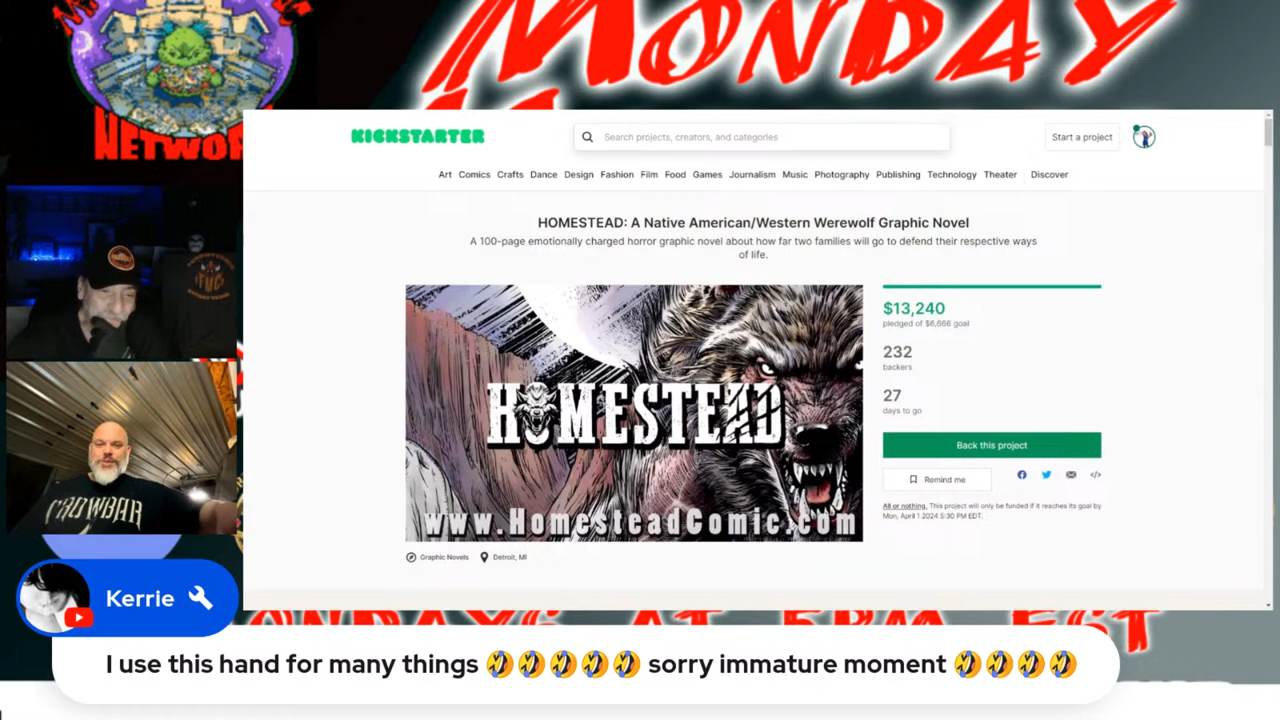 MONDAY
NETWO
KICKSTARTER
Search projects, creators, and categories
Start a project
Art Comics Crafts Dance Design Fashion Film Food Games Journalism Music Photography Publishing Technology Theater Discover
HOMESTEAD: A Native American/Western Werewolf Graphic Novel
A 100-page emotionally charged horror graphic novel about how far two families will go to defend their respective ways
of life.
HOMESTEAD
www.HomesteadComic.com
$13,240
pledged of $6,666 goal
232
backers
27
days to go
Back this project
Remind me
All or nothing. This project will only be funded if it reaches its goal by
Mon, April 1 2024 5:30 PM EDT.
Graphic Novels Detroit, MI
CROWBAR
Kerrie
ONDAYS AT 5PM EST
I use this hand for many things 🤣🤣🤣🤣🤣 sorry immature moment 🤣🤣🤣🤣